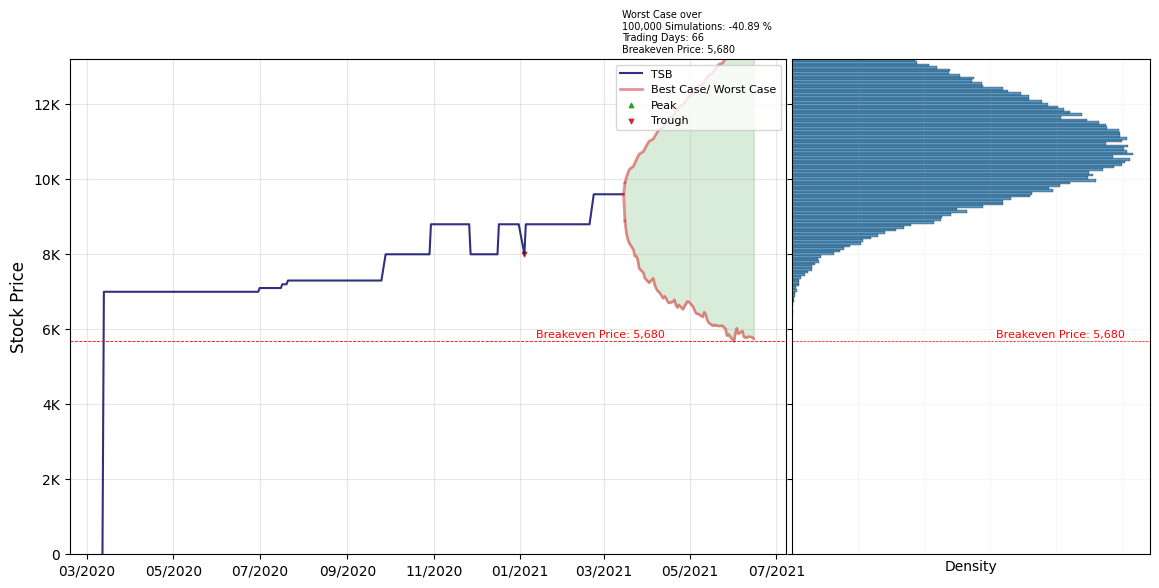 Worst Case over
100,000 Simulations: -40.89 %
Trading Days: 66
Breakeven Price: 5,680
TSB
Best Case/ Worst Case
Peak
Trough
Stock Price
12K
10K
8K
6K
4K
2K
0
Breakeven Price: 5,680
Breakeven Price: 5,680
03/2020
05/2020
07/2020
09/2020
11/2020
01/2021
03/2021
05/2021
07/2021
Density